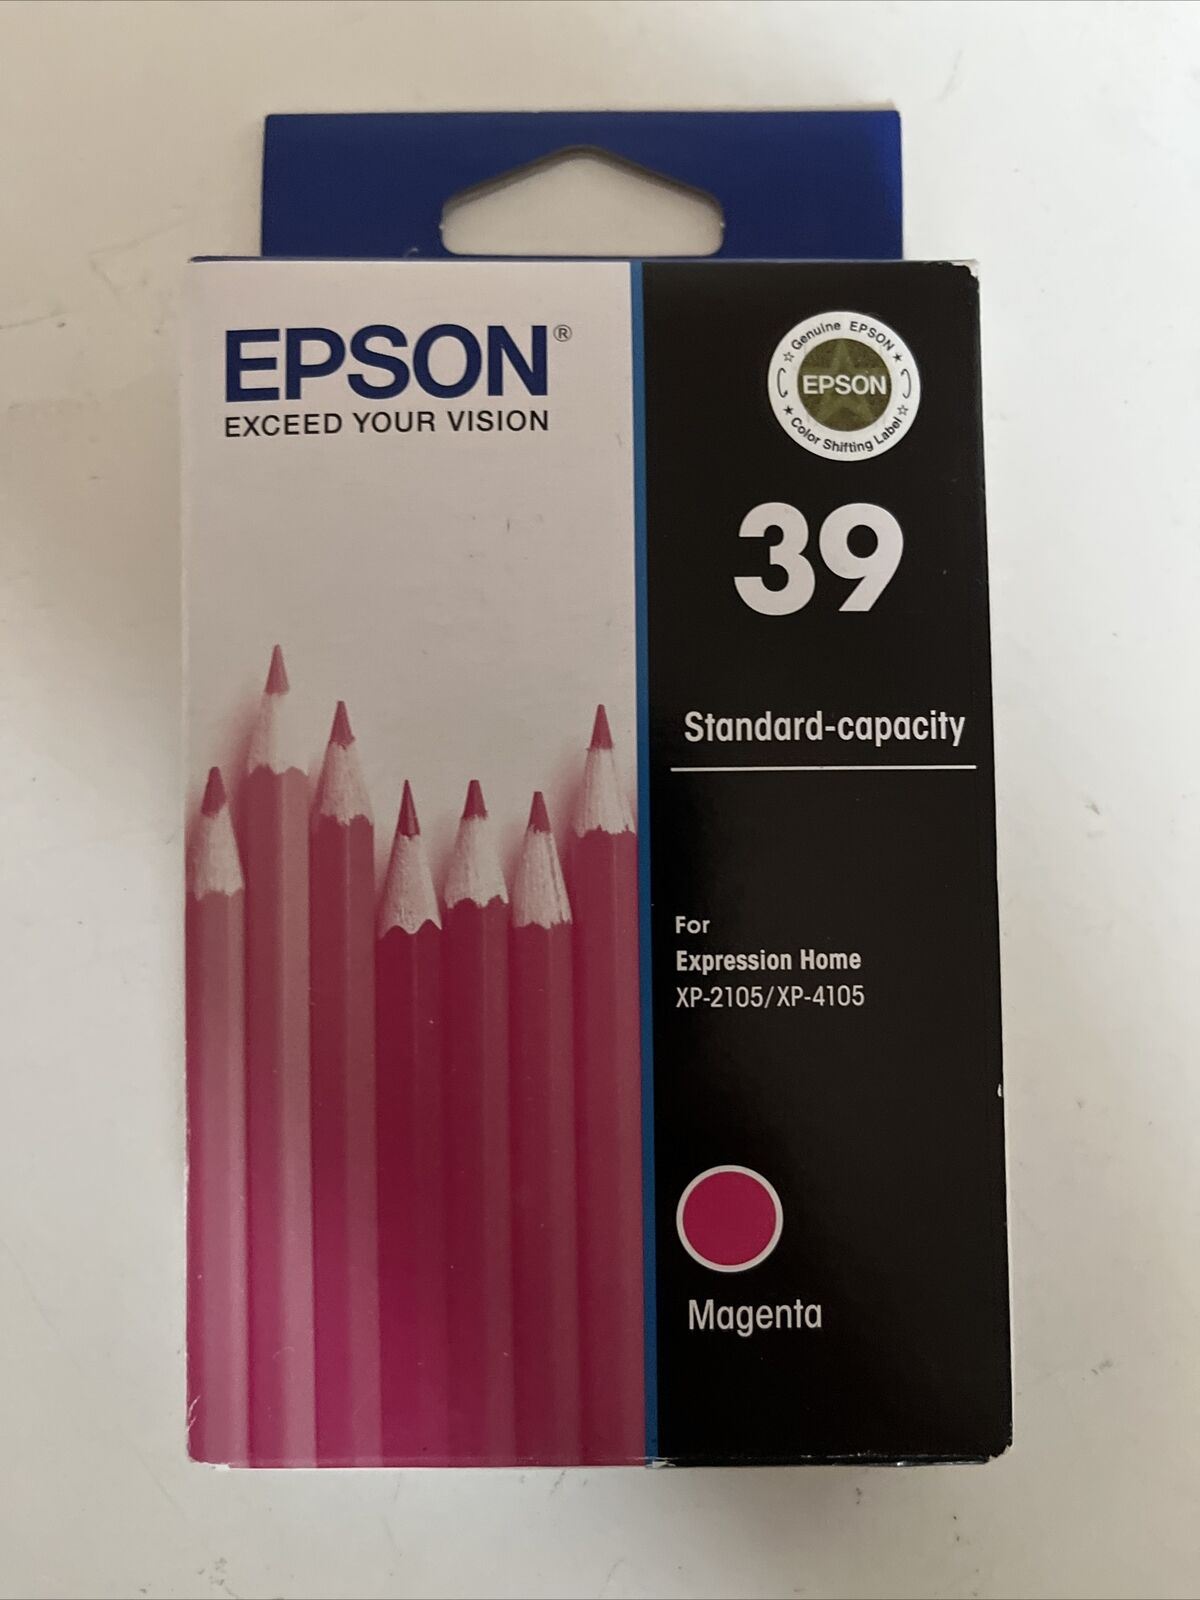 EPSON®
EXCEED YOUR VISION
☆ Genuine EPSON ★
EPSON
★ Color Shifting Label ☆
39
Standard-capacity
For
Expression Home
XP-2105/XP-4105
Magenta